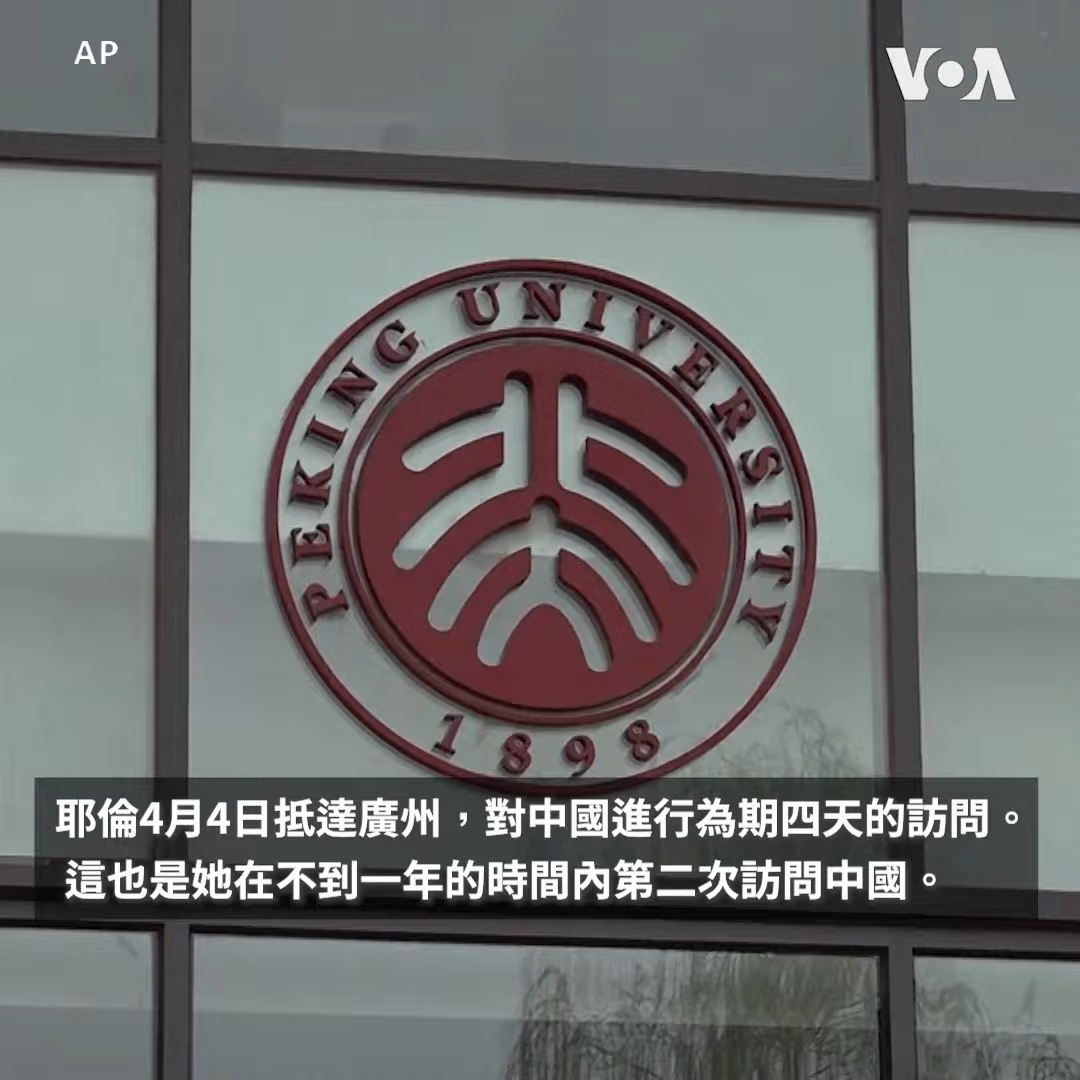 AP
VOA
PEKING UNIVERSITY
1898
耶倫4月4日抵達廣州，對中國進行為期四天的訪問。
這也是她在不到一年的時間內第二次訪問中國。